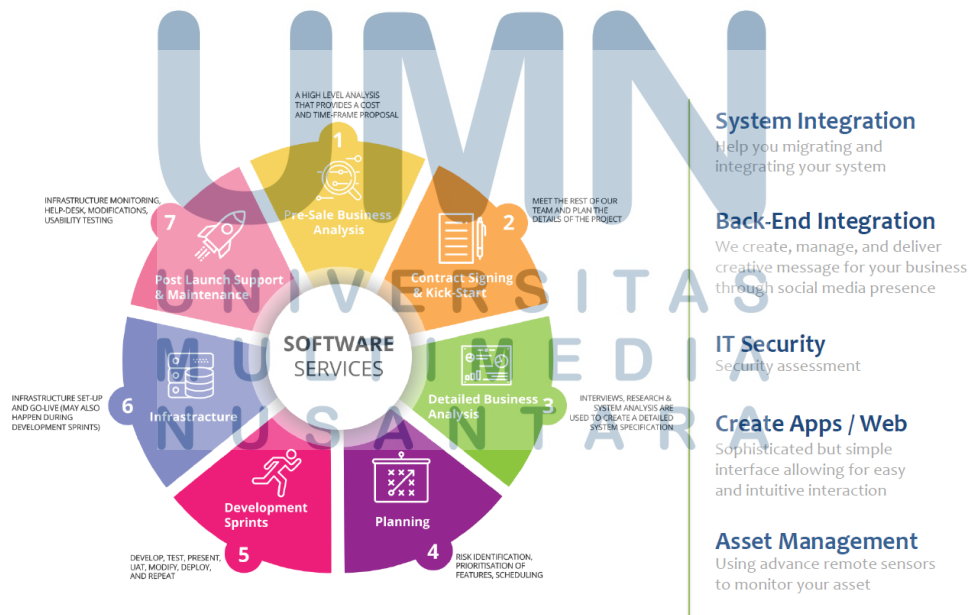 UMN
UNIVERSITAS
MULTIMEDIA
NUSANTARA
A HIGH LEVEL ANALYSIS
THAT PROVIDES A COST
AND TIME-FRAME PROPOSAL
1
Pre-Sale Business
Analysis
MEET THE REST OF OUR
TEAM AND PLAN THE
DETAILS OF THE PROJECT
2
Contract Signing
& Kick-Start
INTERVIEWS, RESEARCH &
SYSTEM ANALYSIS ARE
USED TO CREATE A DETAILED
SYSTEM SPECIFICATION
3
Detailed Business
Analysis
Planning
4
RISK IDENTIFICATION,
PRIORITISATION OF
FEATURES, SCHEDULING
Development
Sprints
5
DEVELOP, TEST, PRESENT,
UAT, MODIFY, DEPLOY,
AND REPEAT
INFRASTRUCTURE SET-UP
AND GO-LIVE (MAY ALSO
HAPPEN DURING
DEVELOPMENT SPRINTS)
6
Infrastructure
INFRASTRUCTURE MONITORING,
HELP-DESK, MODIFICATIONS,
USABILITY TESTING
7
Post Launch Support
& Maintenance
SOFTWARE
SERVICES
System Integration
Help you migrating and
integrating your system
Back-End Integration
We create, manage, and deliver
creative message for your business
through social media presence
IT Security
Security assessment
Create Apps / Web
Sophisticated but simple
interface allowing for easy
and intuitive interaction
Asset Management
Using advance remote sensors
to monitor your asset